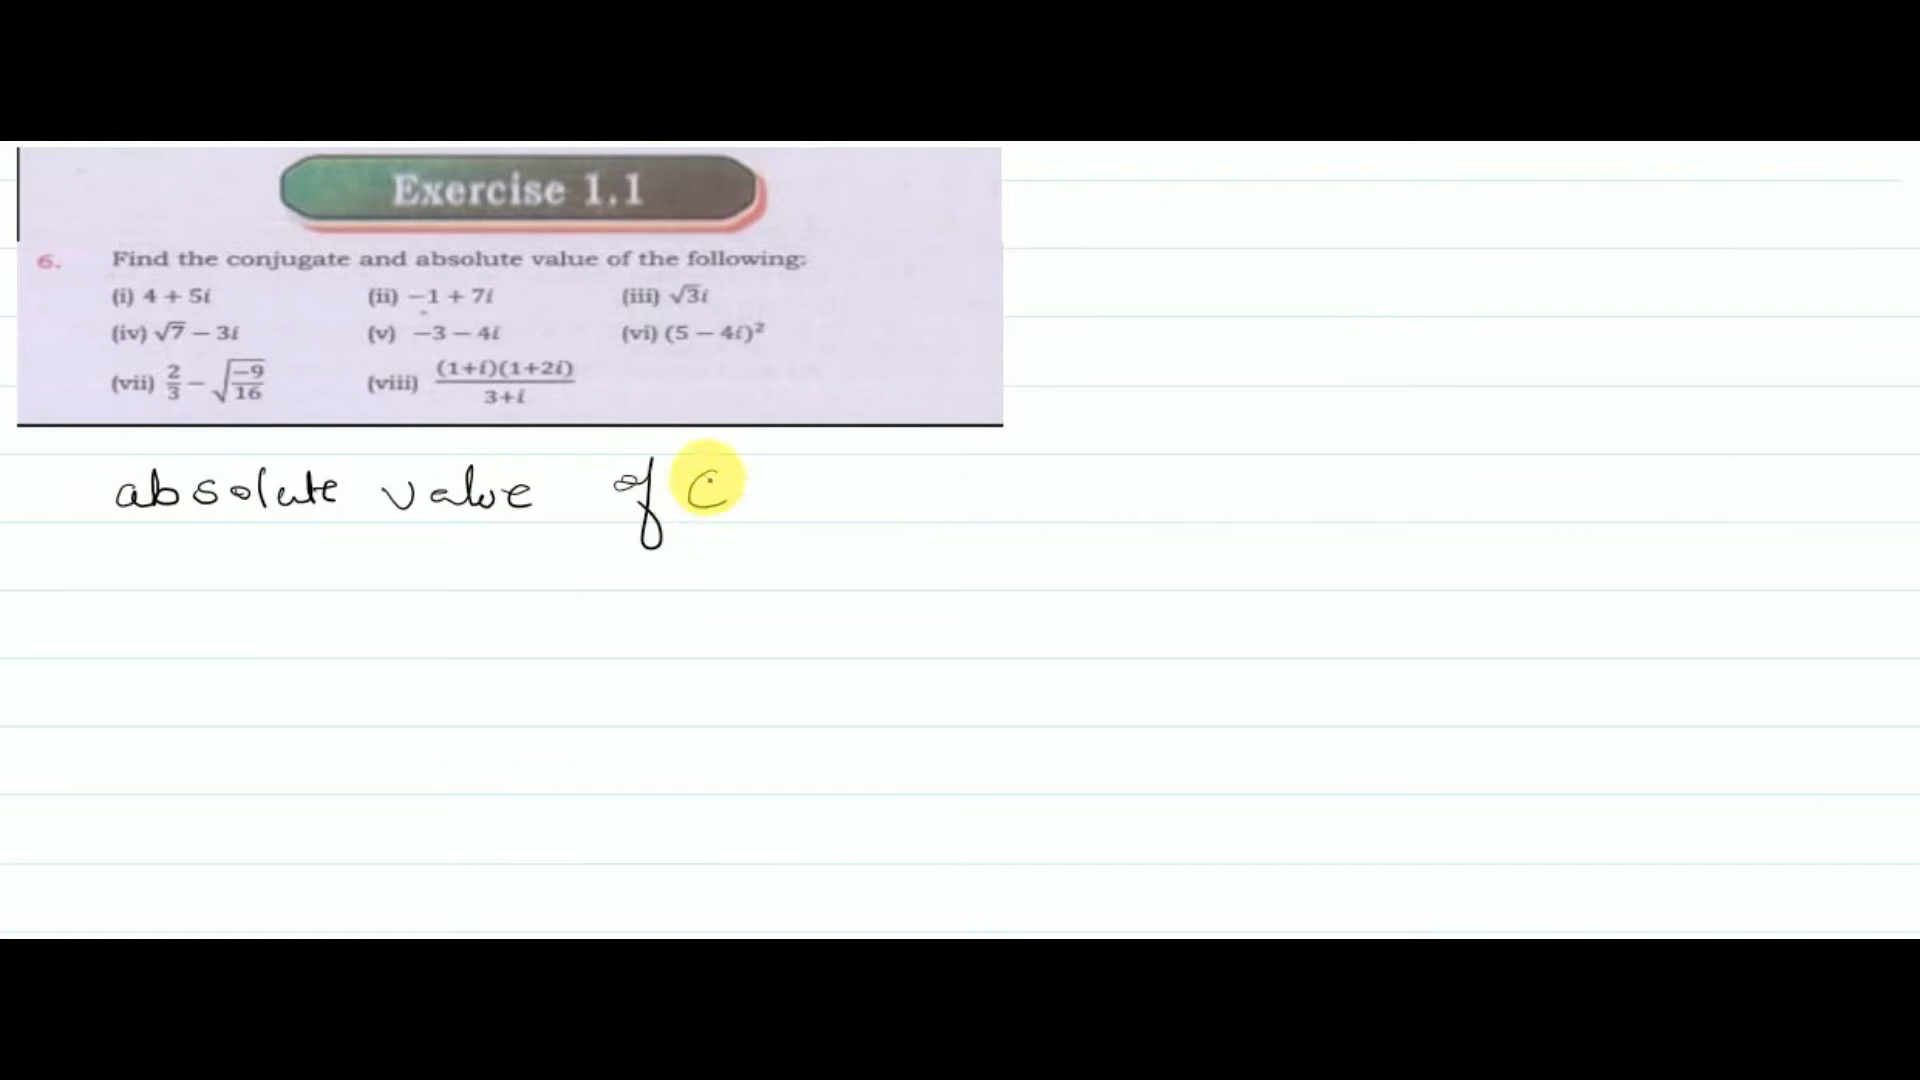 Exercise 1.1
6. Find the conjugate and absolute value of the following:
(i) 4 + 5i (ii) −1 + 7i (iii) √3i
(iv) √7 − 3i (v) −3 − 4i (vi) (5 − 4i)²
(vii) 2/3 − √(−9/16) (viii) (1+i)(1+2i)/3+i
absolute value of C